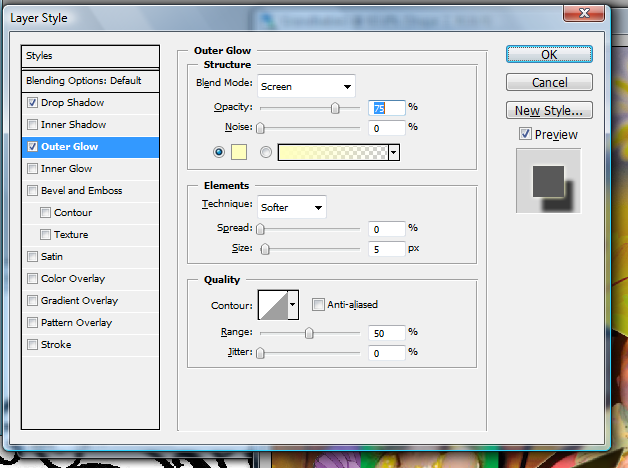 Layer Style
Styles
Blending Options: Default
Drop Shadow
Inner Shadow
Outer Glow
Inner Glow
Bevel and Emboss
Contour
Texture
Satin
Color Overlay
Gradient Overlay
Pattern Overlay
Stroke
Outer Glow
Structure
Blend Mode: Screen
Opacity: 75 %
Noise: 0 %
Elements
Technique: Softer
Spread: 0 %
Size: 5 px
Quality
Contour: Anti-aliased
Range: 50 %
Jitter: 0 %
OK
Cancel
New Style...
Preview